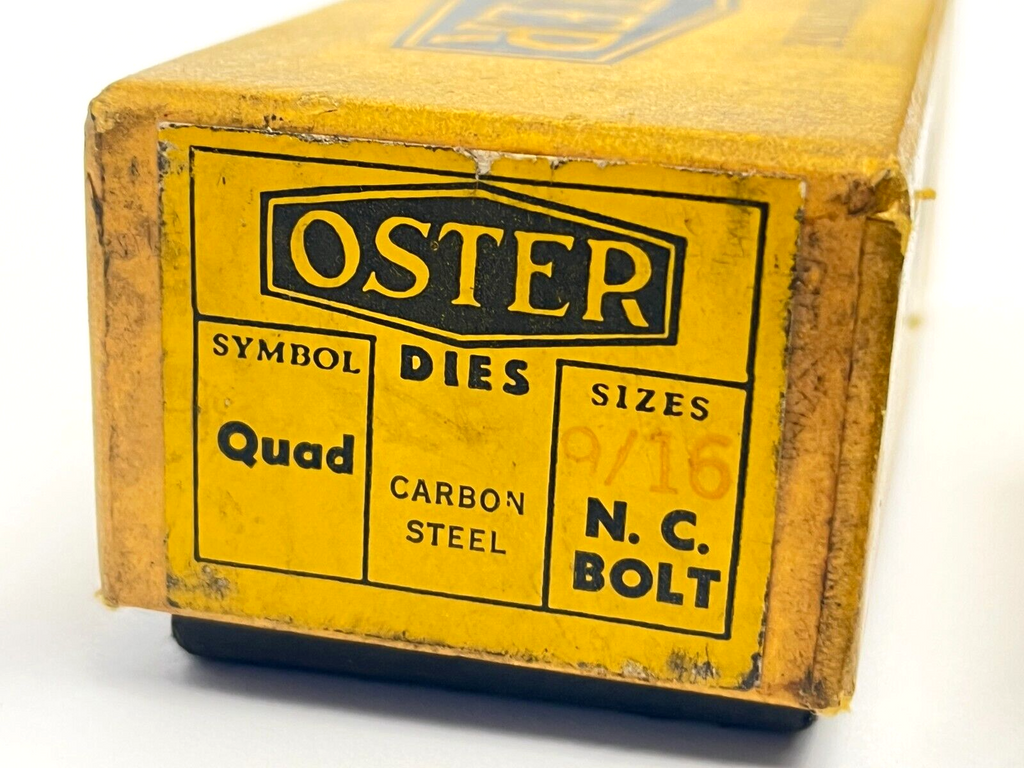 OSTER
DIES
SYMBOL
Quad
CARBON
STEEL
SIZES
9/16
N. C.
BOLT